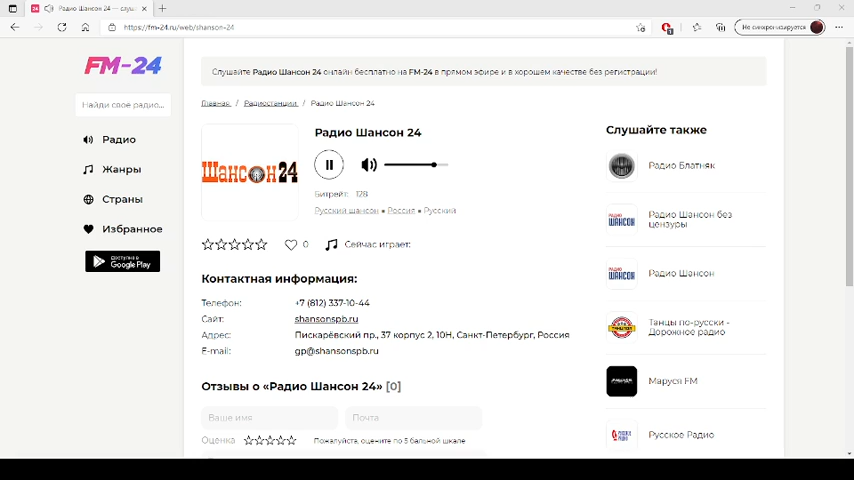 Радио Шансон 24 — слуш
https://fm-24.ru/web/shanson-24
Не синхронизируется
FM-24
Найди свое радио...
Радио
Жанры
Страны
Избранное
ДОСТУПНО В
Google Play
Слушайте Радио Шансон 24 онлайн бесплатно на FM-24 в прямом эфире и в хорошем качестве без регистрации!
Главная / Радиостанции / Радио Шансон 24
Шансон24
Радио Шансон 24
Битрейт: 128
Русский шансон • Россия • Русский
0
Сейчас играет:
Контактная информация:
Телефон: +7 (812) 337-10-44
Сайт: shansonspb.ru
Адрес: Пискарёвский пр., 37 корпус 2, 10Н, Санкт-Петербург, Россия
E-mail: gp@shansonspb.ru
Отзывы о «Радио Шансон 24» [0]
Ваше имя
Почта
Оценка
Пожалуйста, оцените по 5 бальной шкале
Слушайте также
Радио Блатняк
РАДИО
ШАНСОН
Радио Шансон без
цензуры
РАДИО
ШАНСОН
Радио Шансон
Танцы по-русски -
Дорожное радио
Маруся FM
Русское Радио